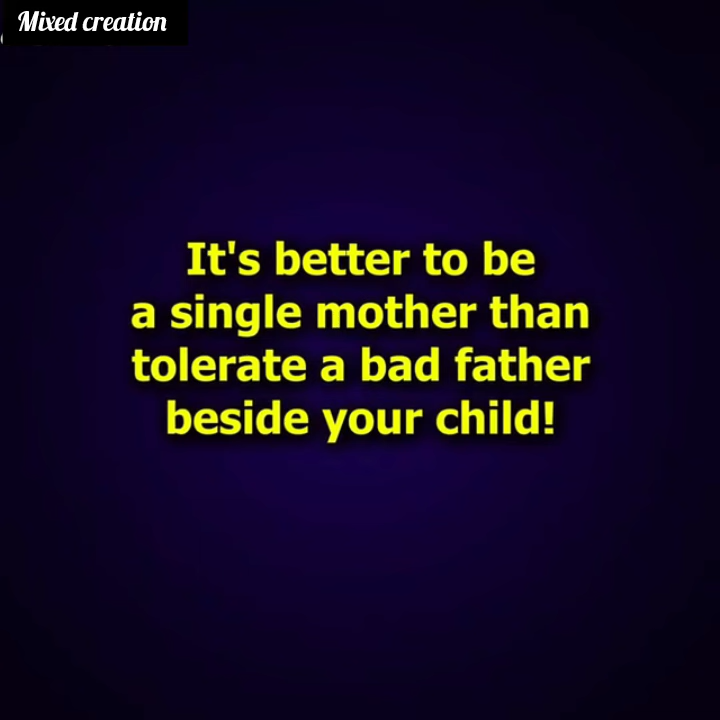 Mixed creation
It's better to be
a single mother than
tolerate a bad father
beside your child!